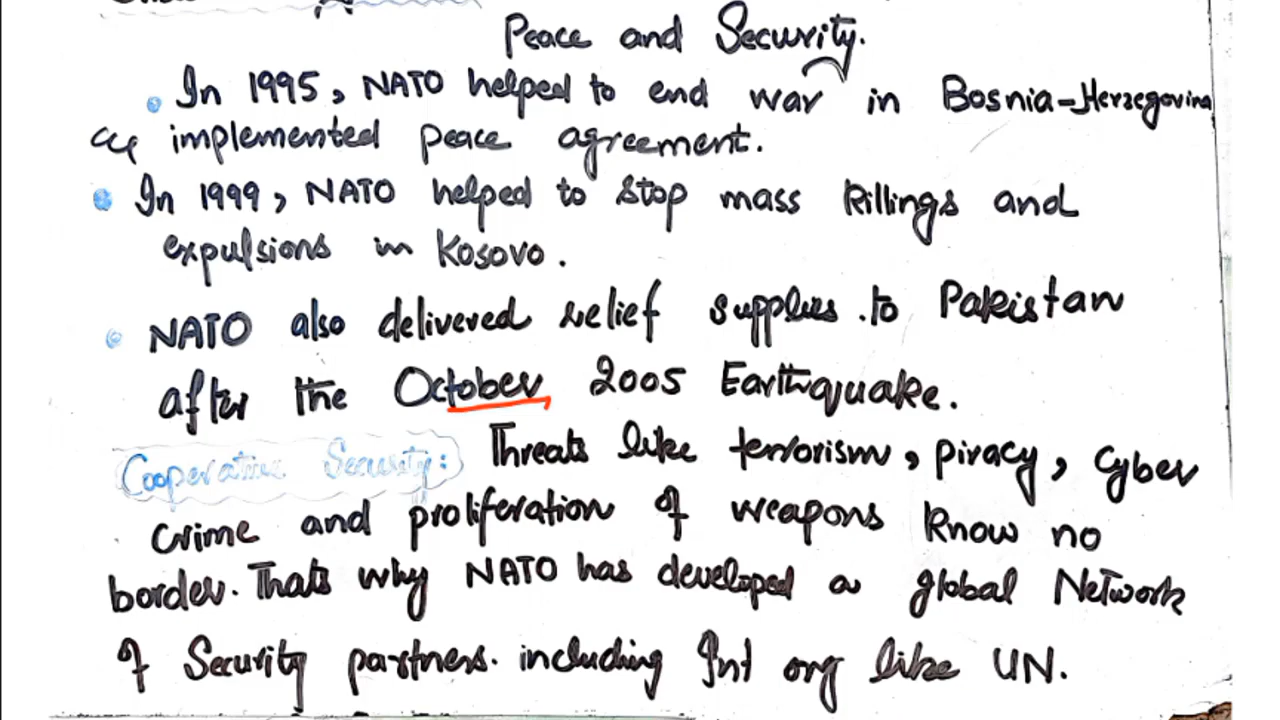 Peace and Security.
In 1995, NATO helped to end war in Bosnia-Herzegovina
implemented peace agreement.
In 1999, NATO helped to stop mass killings and
expulsions in Kosovo.
NATO also delivered relief supplies to Pakistan
after the October 2005 Earthquake.
Cooperative Security: Threats like terrorism, piracy, Cyber
crime and proliferation of weapons know no
border. Thats why NATO has developed a global Network
of Security partners. including Int org like UN.